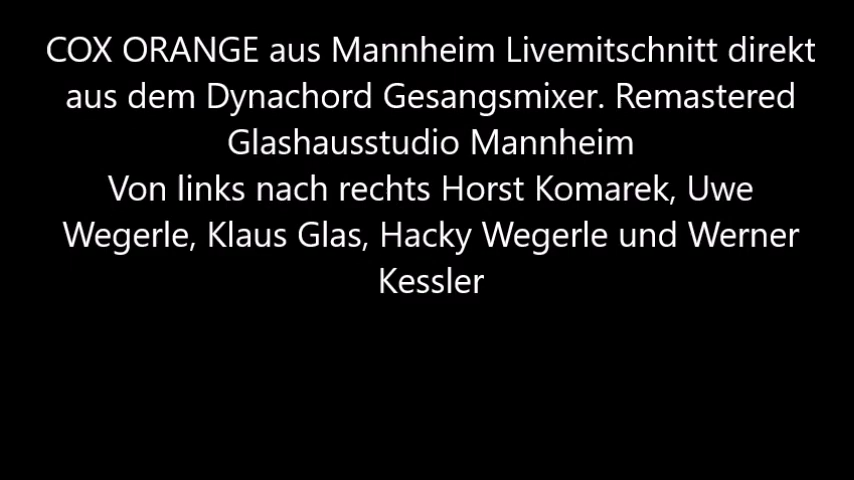 COX ORANGE aus Mannheim Livemitschnitt direkt
aus dem Dynachord Gesangsmixer. Remastered
Glashausstudio Mannheim
Von links nach rechts Horst Komarek, Uwe
Wegerle, Klaus Glas, Hacky Wegerle und Werner
Kessler